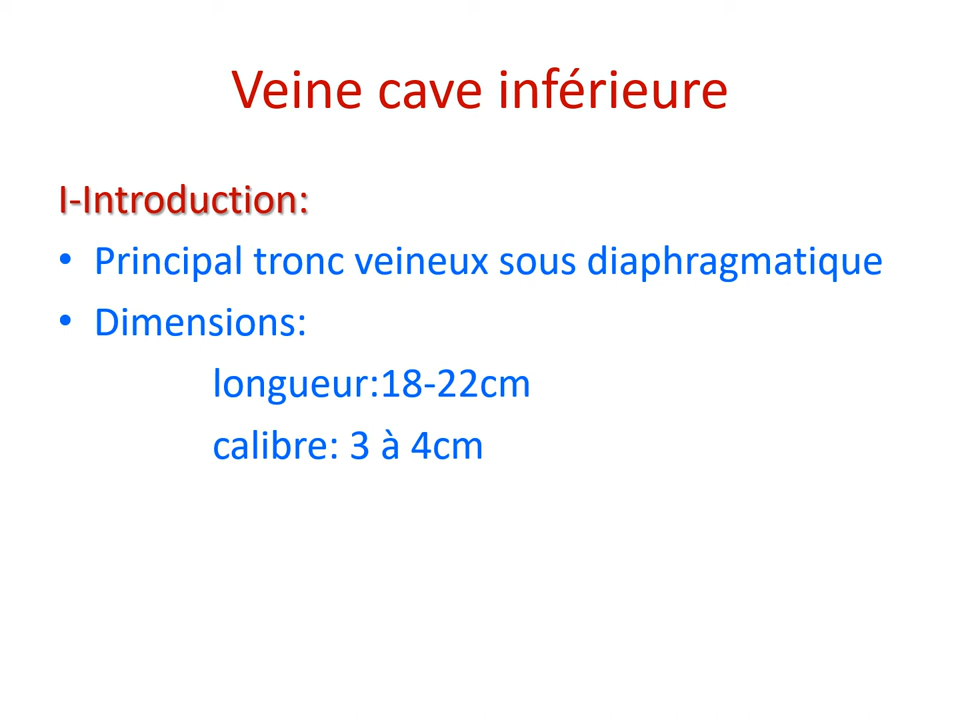 Veine cave inférieure
I-Introduction:
• Principal tronc veineux sous diaphragmatique
• Dimensions:
longueur:18-22cm
calibre: 3 à 4cm